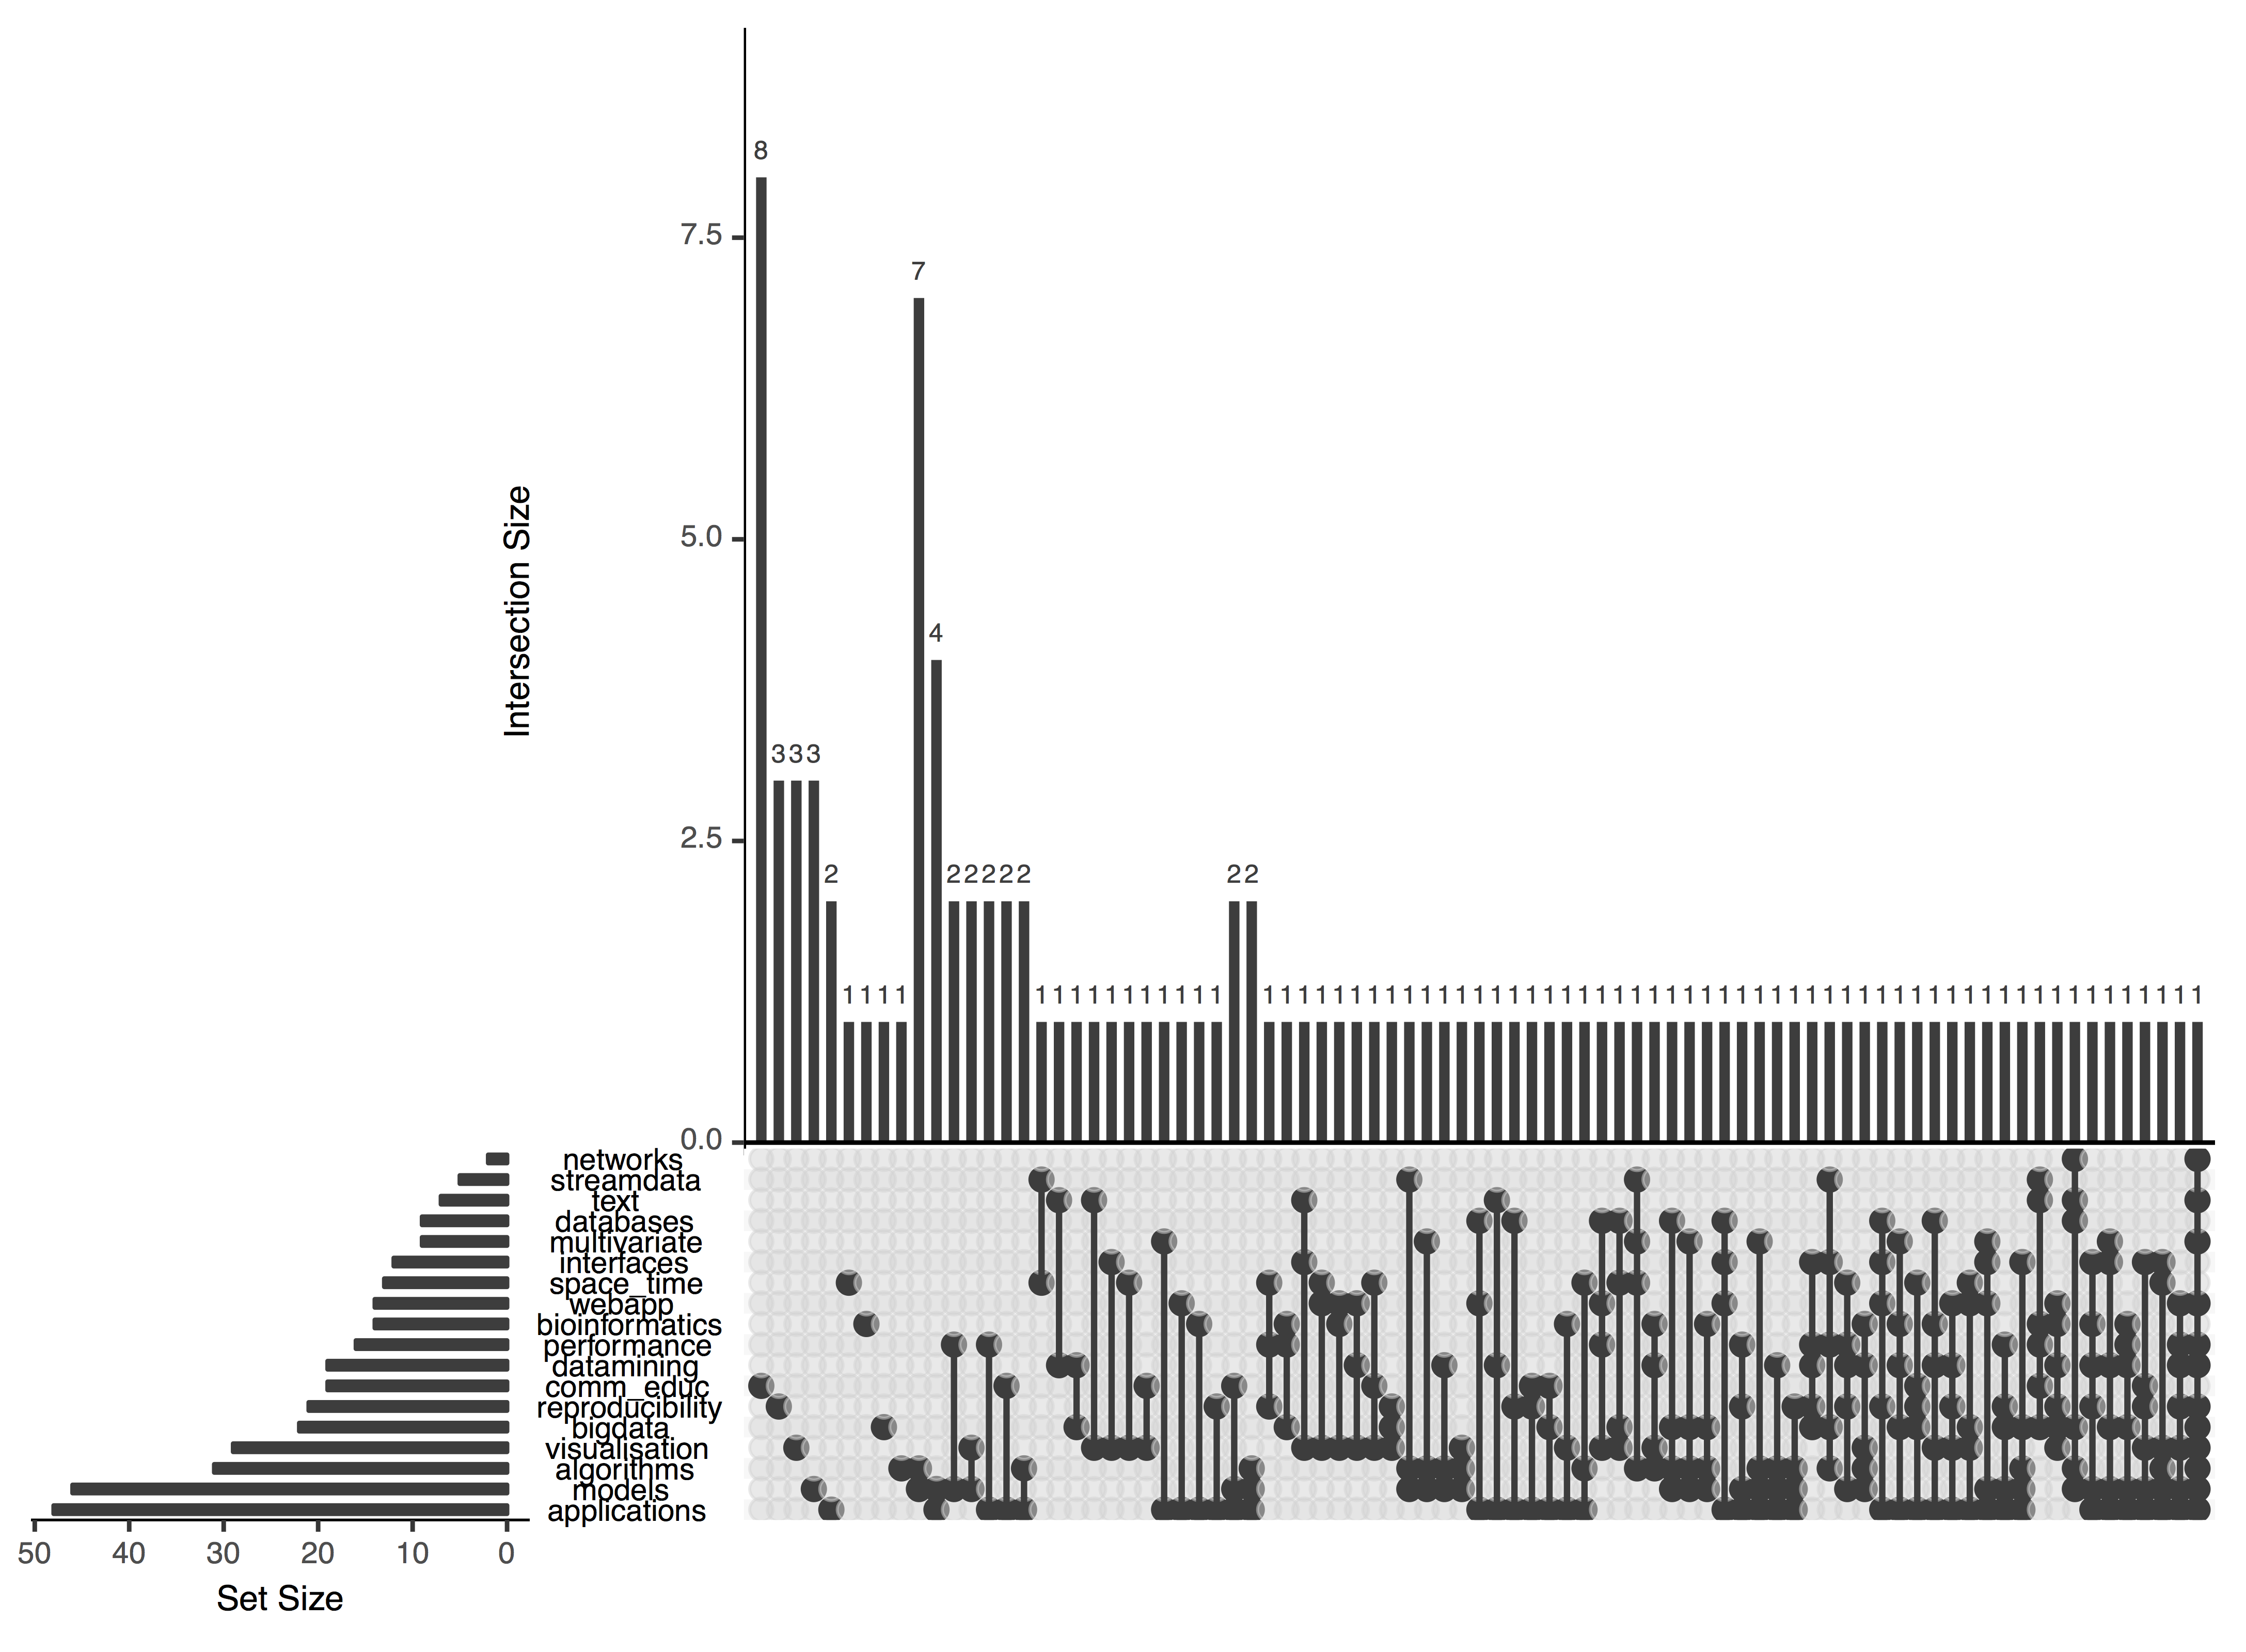 8
7.5
7
5.0
4
3 3 3
2.5
2 2 2 2 2 2 2 2
1 1 1 1 1 1 1 1 1 1 1 1 1 1 1 1 1 1 1 1 1 1 1 1 1 1 1 1 1 1 1 1 1 1 1 1 1 1 1 1 1 1 1 1 1 1 1 1 1 1 1 1 1 1 1 1 1 1 1 1 1 1 1 1 1 1 1 1 1
0.0
Intersection Size
networks
streamdata
text
databases
multivariate
interfaces
space_time
webapp
bioinformatics
performance
datamining
comm_educ
reproducibility
bigdata
visualisation
algorithms
models
applications
50 40 30 20 10 0
Set Size